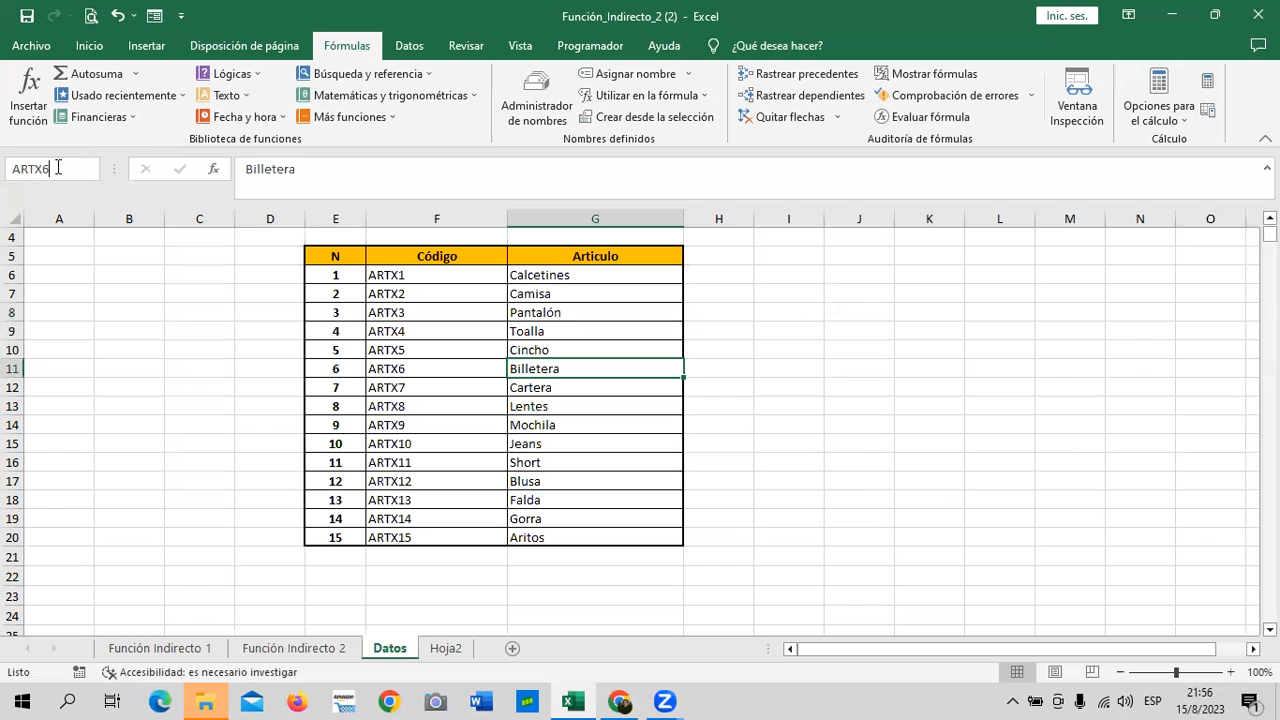 Función_Indirecto_2 (2) - Excel
Inic. ses.
Archivo Inicio Insertar Disposición de página Fórmulas Datos Revisar Vista Programador Ayuda ¿Qué desea hacer?
Insertar función
Autosuma
Usado recientemente
Financieras
Lógicas
Texto
Fecha y hora
Búsqueda y referencia
Matemáticas y trigonométricas
Más funciones
Biblioteca de funciones
Administrador de nombres
Asignar nombre
Utilizar en la fórmula
Crear desde la selección
Nombres definidos
Rastrear precedentes
Rastrear dependientes
Quitar flechas
Mostrar fórmulas
Comprobación de errores
Evaluar fórmula
Auditoría de fórmulas
Ventana Inspección
Opciones para el cálculo
Cálculo
ARTX6 fx Billetera
A B C D E F G H I J K L M N O
4
5 N Código Articulo
6 1 ARTX1 Calcetines
7 2 ARTX2 Camisa
8 3 ARTX3 Pantalón
9 4 ARTX4 Toalla
10 5 ARTX5 Cincho
11 6 ARTX6 Billetera
12 7 ARTX7 Cartera
13 8 ARTX8 Lentes
14 9 ARTX9 Mochila
15 10 ARTX10 Jeans
16 11 ARTX11 Short
17 12 ARTX12 Blusa
18 13 ARTX13 Falda
19 14 ARTX14 Gorra
20 15 ARTX15 Aritos
21
22
23
24
25
Función Indirecto 1 Función Indirecto 2 Datos Hoja2
Listo Accesibilidad: es necesario investigar 100%
amazon ESP 21:56
15/8/2023